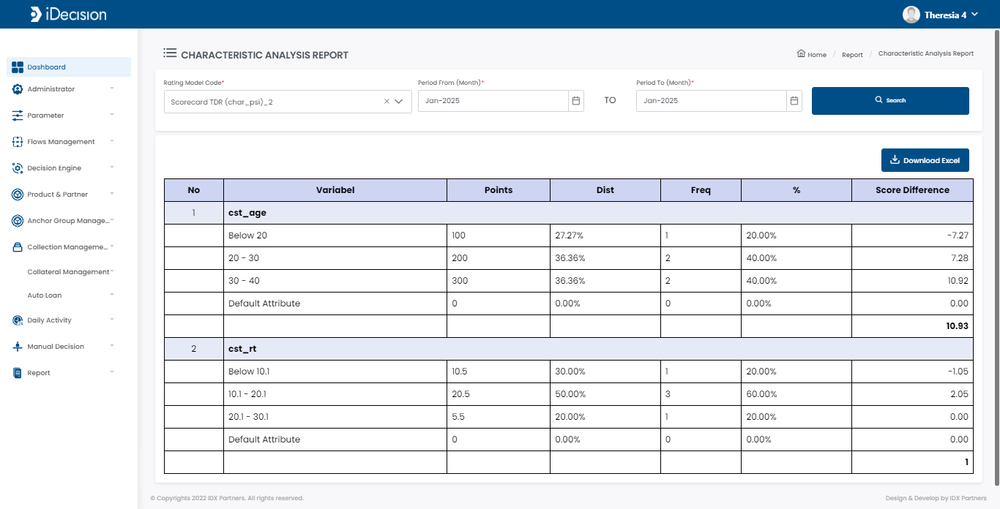 iDecision
Theresia 4
Dashboard
Administrator
Parameter
Flows Management
Decision Engine
Product & Partner
Anchor Group Manage...
Collection Manageme...
Collateral Management
Auto Loan
Daily Activity
Manual Decision
Report
CHARACTERISTIC ANALYSIS REPORT
Home / Report / Characteristic Analysis Report
Rating Model Code* Period From (Month)* Period To (Month)*
Scorecard TDR (char_psi)_2 Jan-2025 TO Jan-2025 Search
Download Excel
No Variabel Points Dist Freq % Score Difference
1 cst_age
Below 20 100 27.27% 1 20.00% -7.27
20 - 30 200 36.36% 2 40.00% 7.28
30 - 40 300 36.36% 2 40.00% 10.92
Default Attribute 0 0.00% 0 0.00% 0.00
10.93
2 cst_rt
Below 10.1 10.5 30.00% 1 20.00% -1.05
10.1 - 20.1 20.5 50.00% 3 60.00% 2.05
20.1 - 30.1 5.5 20.00% 1 20.00% 0.00
Default Attribute 0 0.00% 0 0.00% 0.00
1
© Copyrights 2022 IDX Partners. All rights reserved. Design & Develop by IDX Partners